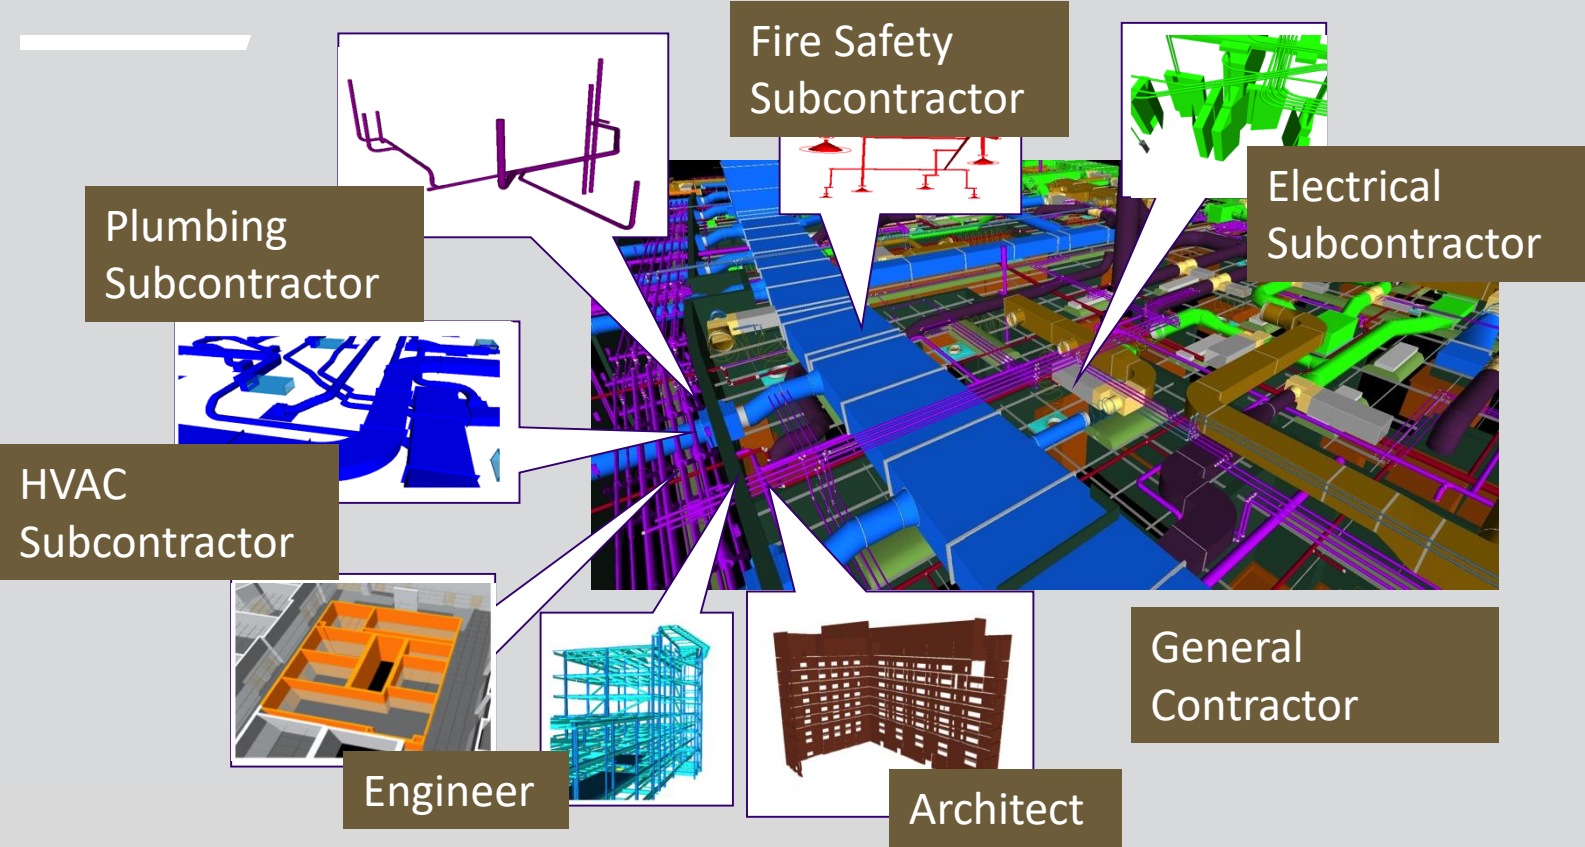 Fire Safety
Subcontractor
Electrical
Subcontractor
Plumbing
Subcontractor
HVAC
Subcontractor
General
Contractor
Engineer
Architect